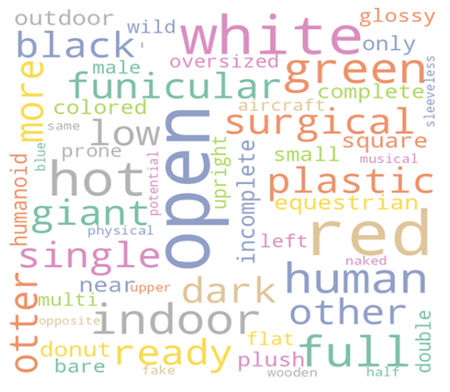 outdoor
wild
glossy
black
'
white
only
male
oversized
green
sleeveless
more
funicular
complete
colored
aircraft
same
low
surgical
square
blue
prone
open
small
musical
humanoid
hot
potential
upright
incomplete
plastic
giant
equestrian
physical
left
red
single
naked
near
upper
dark
human
otter
multi
indoor
other
opposite
flat
double
donut
ready
plush
full
bare
fake
wooden
half